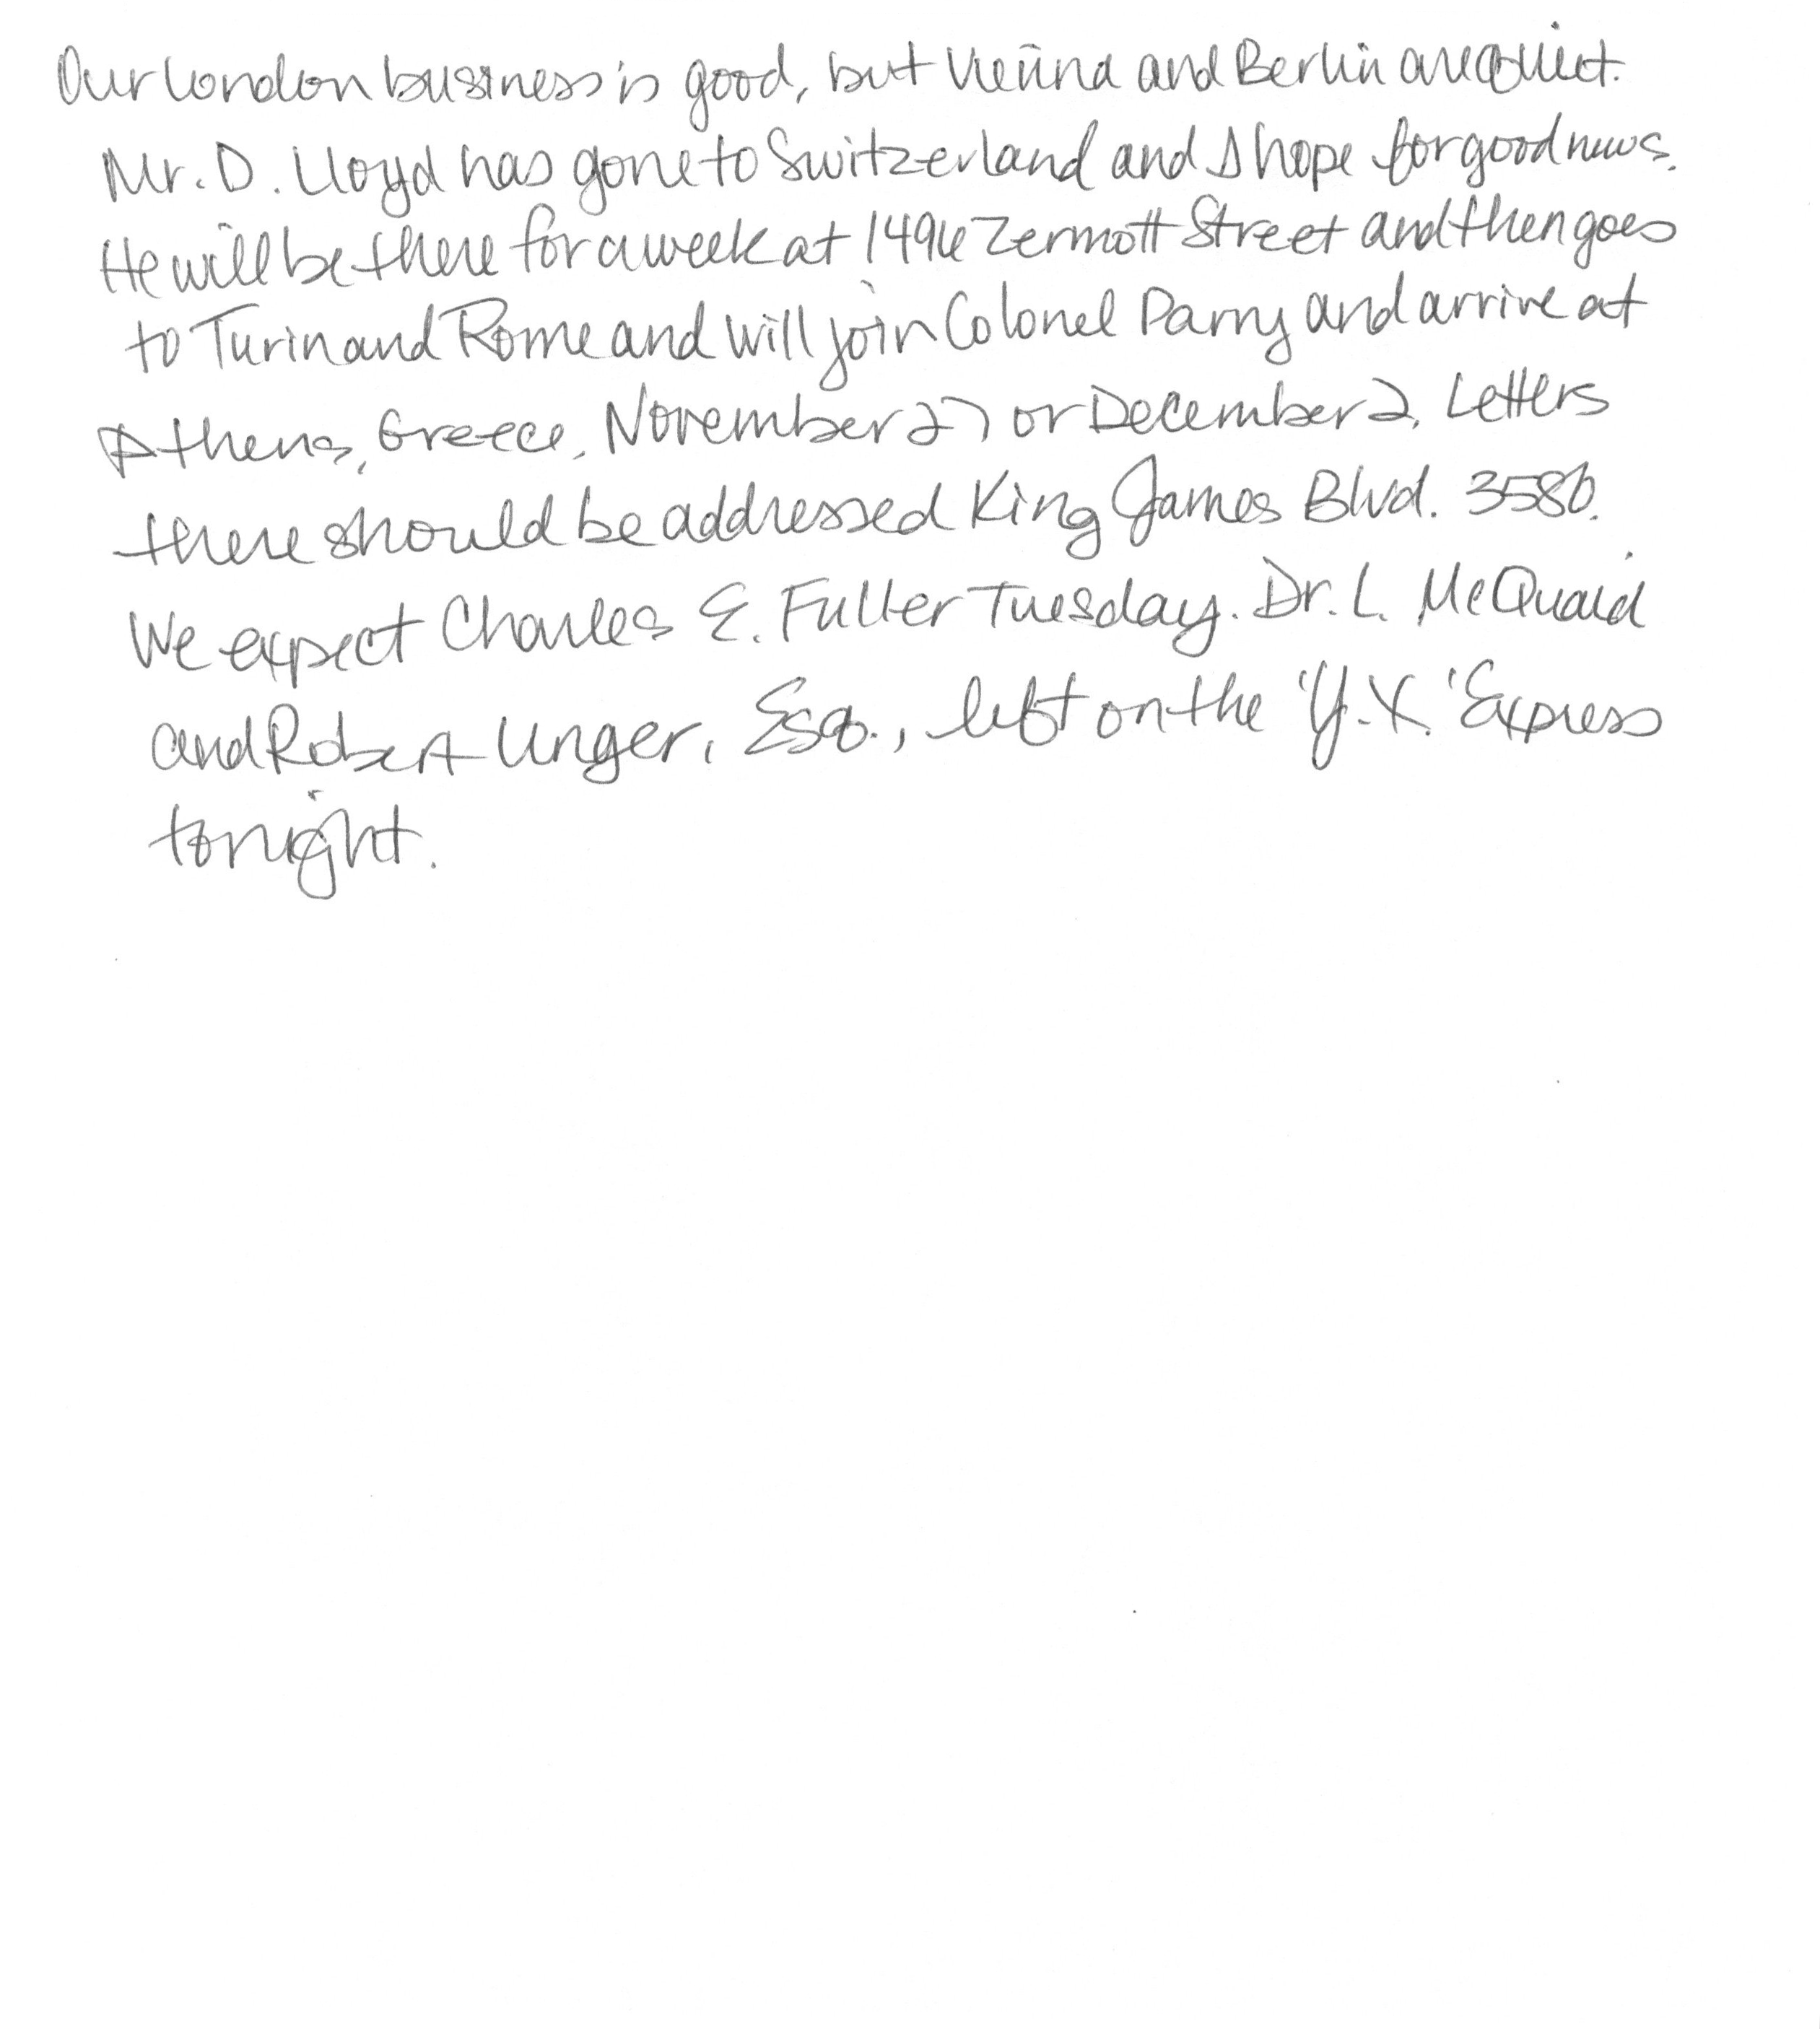 Our London business is good, but Vienna and Berlin are quiet.
Mr. D. Lloyd has gone to Switzerland and I hope for good news.
He will be there for a week at 1496 Zermott Street and then goes
to Turin and Rome and will join Colonel Parry and arrive at
Athens, Greece, November 27 or December 2. Letters
there should be addressed King James Blvd. 3580.
We expect Charles E. Fuller Tuesday. Dr. L. McQuaid
and Robert Unger, Esq., left on the 'Y.X.' Express
tonight.